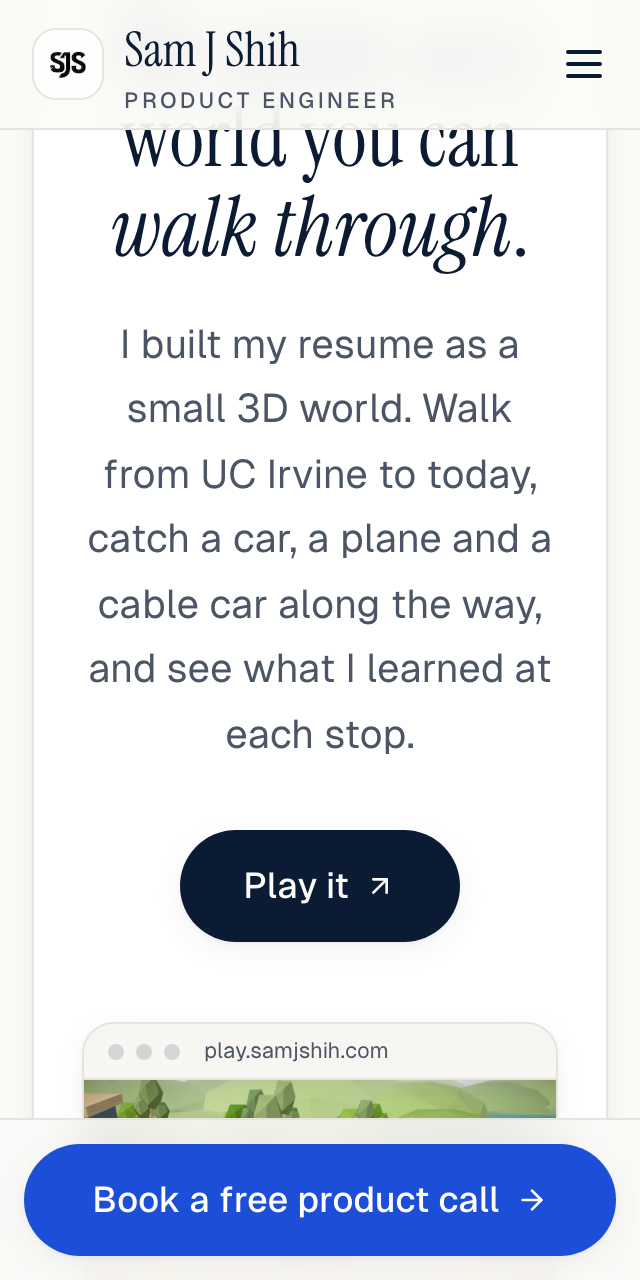 SJS
Sam J Shih
PRODUCT ENGINEER
world you can
walk through.
I built my resume as a
small 3D world. Walk
from UC Irvine to today,
catch a car, a plane and a
cable car along the way,
and see what I learned at
each stop.
Play it
play.samjshih.com
Book a free product call